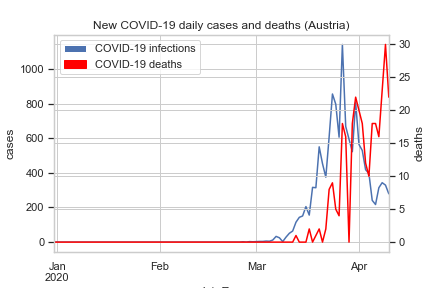 New COVID-19 daily cases and deaths (Austria)
COVID-19 infections
COVID-19 deaths
cases
1000
800
600
400
200
0
deaths
30
25
20
15
10
5
0
Jan
2020
Feb
Mar
Apr